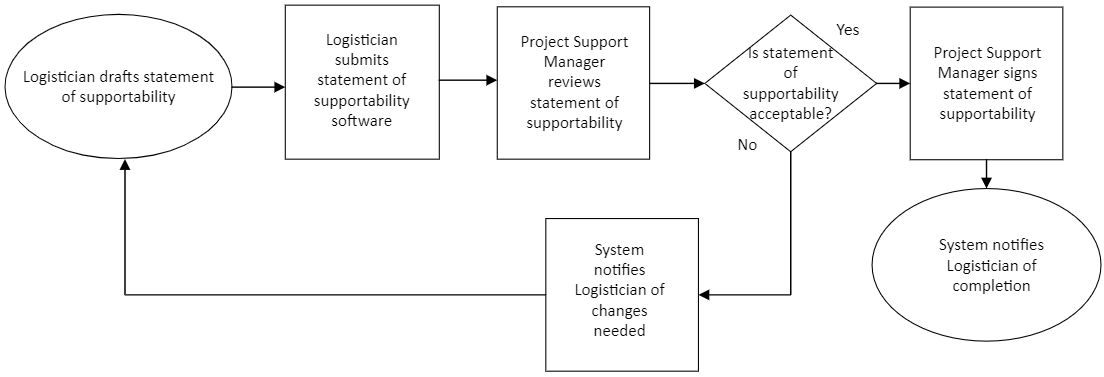 Logistician drafts statement
of supportability
Logistician
submits
statement of
supportability
software
Project Support
Manager
reviews
statement of
supportability
Is statement
of
supportability
acceptable?
Yes
No
Project Support
Manager signs
statement of
supportability
System notifies
Logistician of
completion
System
notifies
Logistician of
changes
needed